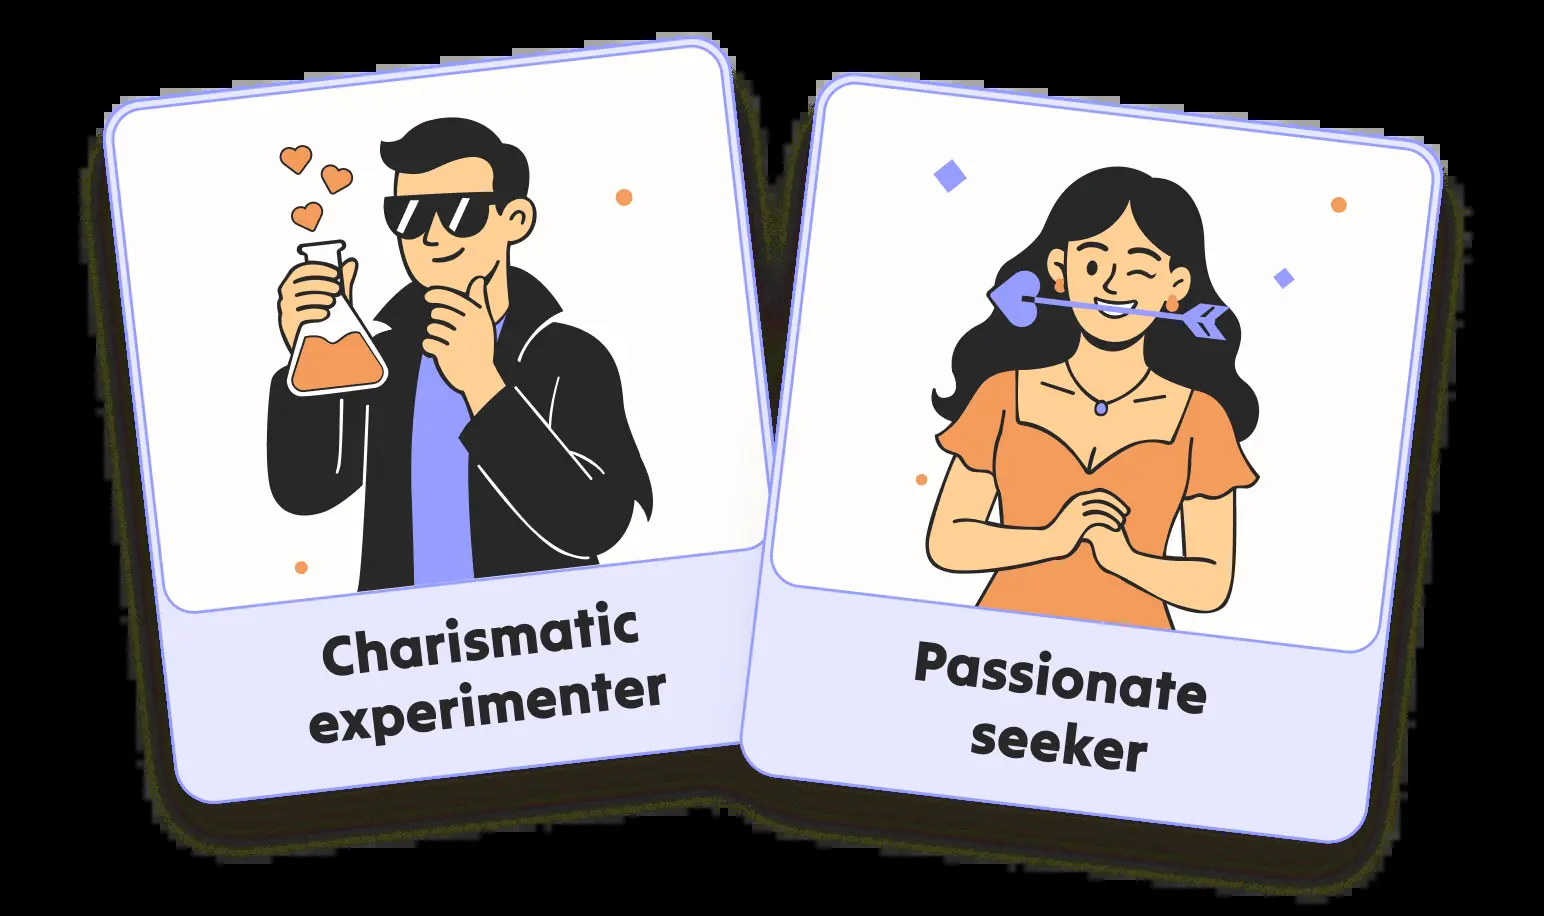 Charismatic
experimenter
Passionate
seeker